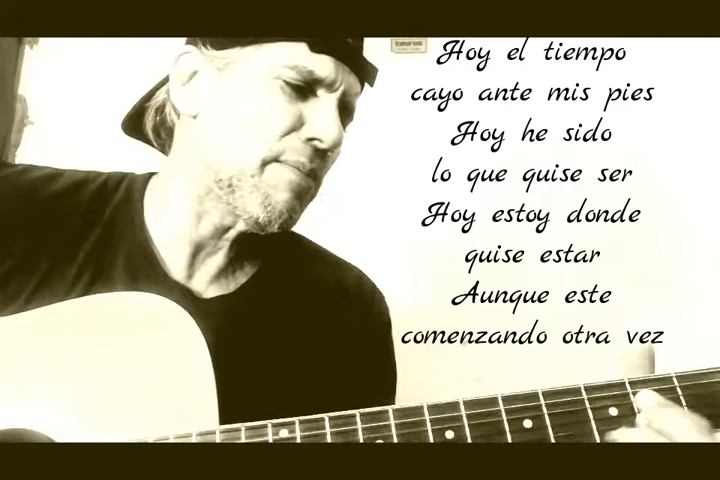 Hoy el tiempo
cayo ante mis pies
Hoy he sido
lo que quise ser
Hoy estoy donde
quise estar
Aunque este
comenzando otra vez